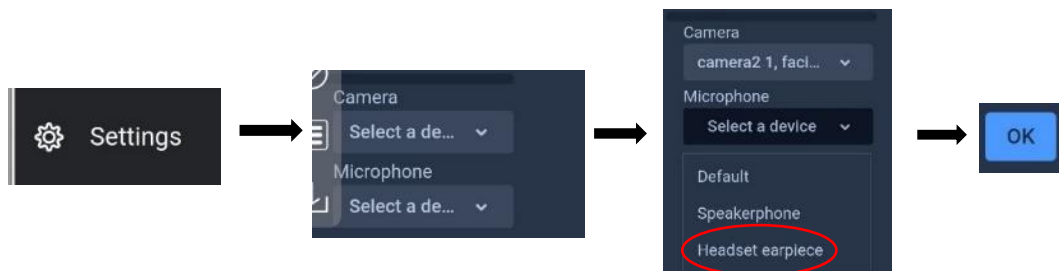 Settings
Camera
Select a de...
Microphone
Select a de...
Camera
camera2 1, faci...
Microphone
Select a device
Default
Speakerphone
Headset earpiece
OK